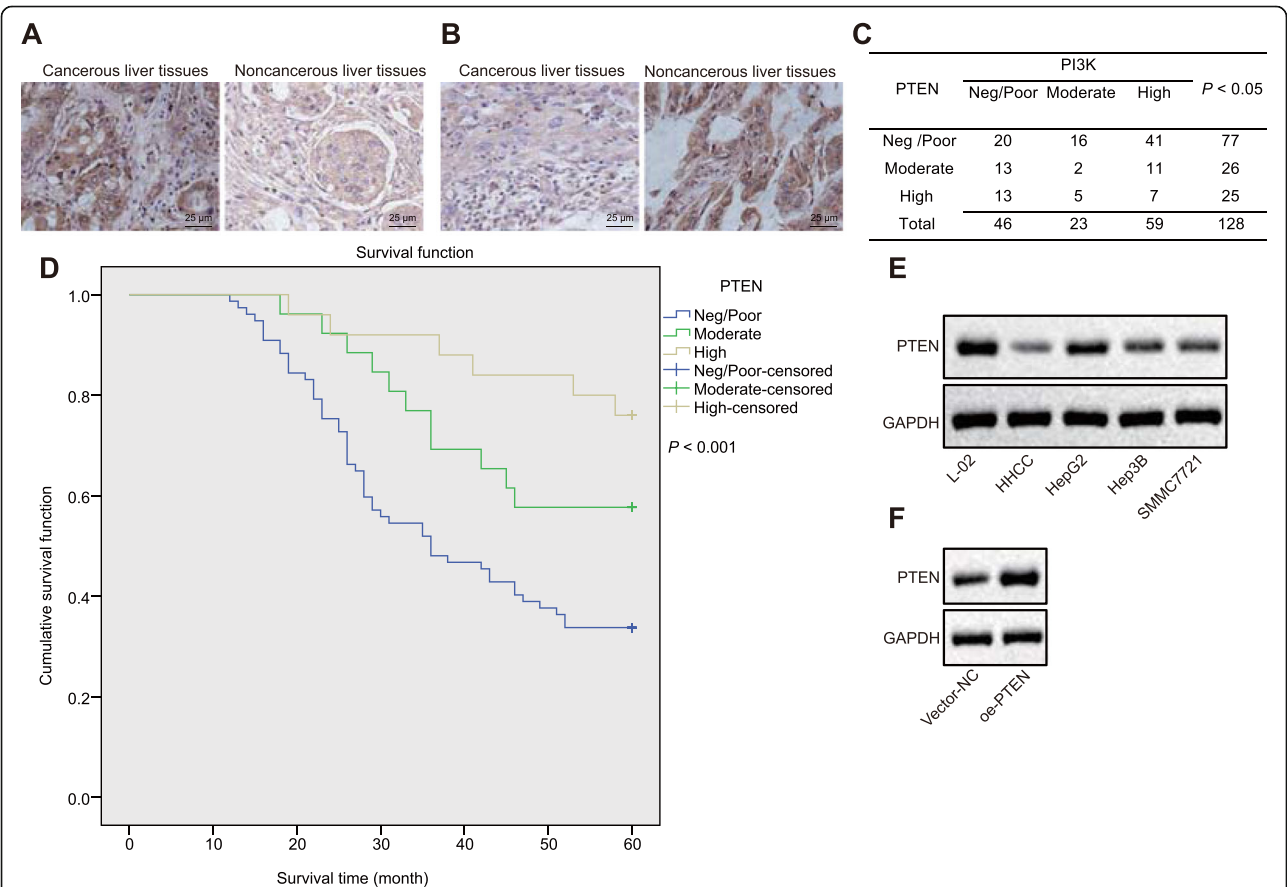 A
B
C
Cancerous liver tissues
Noncancerous liver tissues
Cancerous liver tissues
Noncancerous liver tissues
25 µm
25 µm
25 µm
25 µm
PI3K
PTEN
Neg/Poor Moderate High
P < 0.05
Neg /Poor 20 16 41 77
Moderate 13 2 11 26
High 13 5 7 25
Total 46 23 59 128
D
Survival function
1.0
0.8
0.6
0.4
0.2
0.0
Cumulative survival function
0 10 20 30 40 50 60
Survival time (month)
PTEN
Neg/Poor
Moderate
High
Neg/Poor-censored
Moderate-censored
High-censored
P < 0.001
E
PTEN
GAPDH
L-02
HHCC
HepG2
Hep3B
SMMC7721
F
PTEN
GAPDH
Vector-NC
oe-PTEN